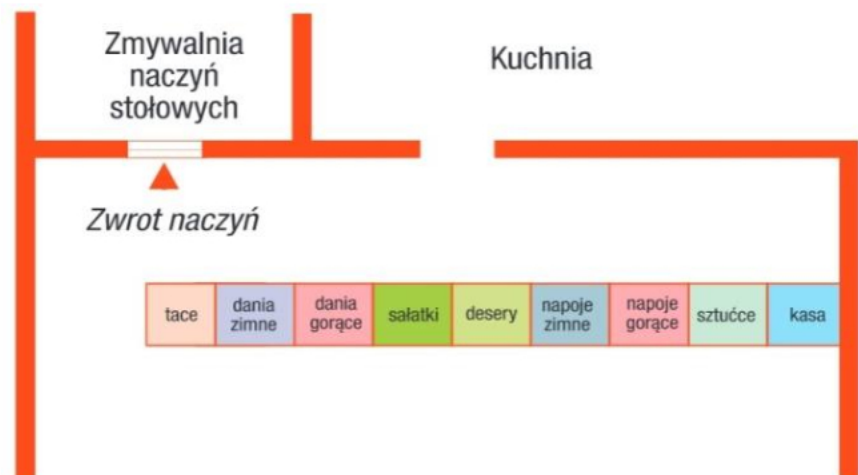 Zmywalnia
naczyń
stołowych
Kuchnia
Zwrot naczyń
tace
dania
zimne
dania
gorące
sałatki
desery
napoje
zimne
napoje
gorące
sztućce
kasa